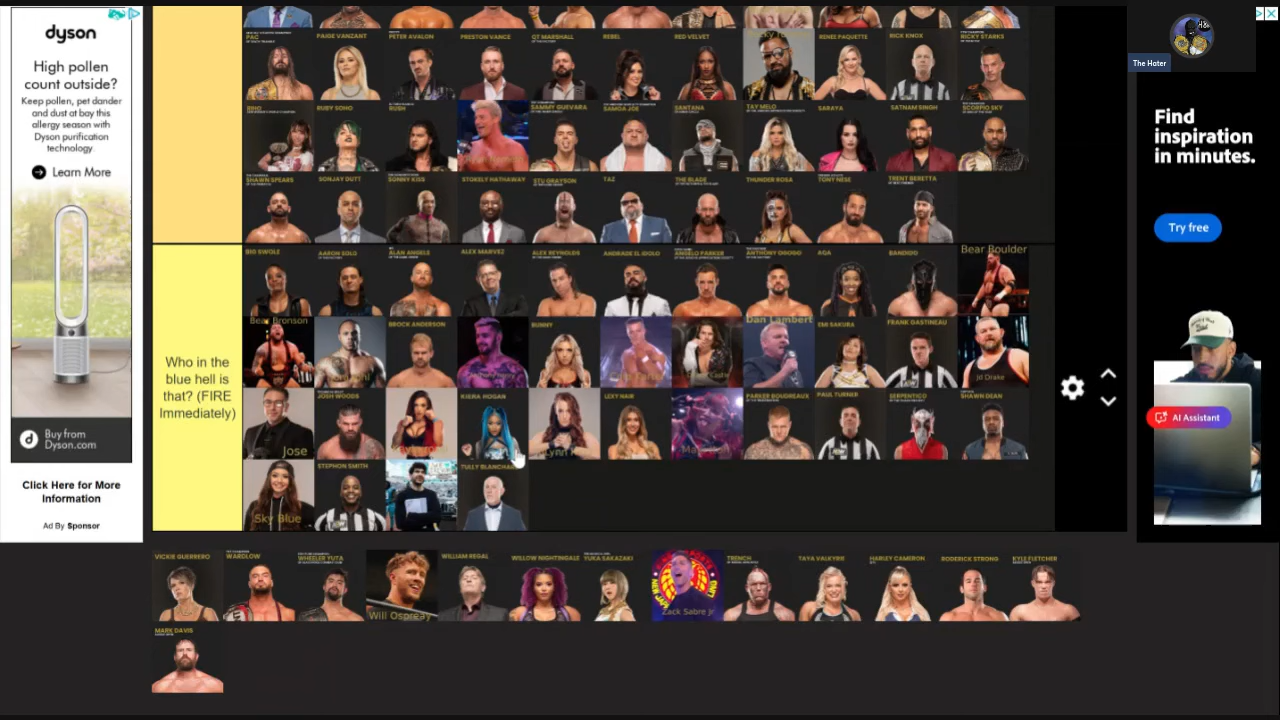 dyson
High pollen
count outside?
Keep pollen, pet dander
and dust at bay this
allergy season with
Dyson purification
technology.
Learn More
Buy from
Dyson.com
Click Here for More
Information
Ad By Sponsor
PAC
PAIGE VANZANT
PETER AVALON
PRESTON VANCE
QT MARSHALL
REBEL
RED VELVET
RENEE PAQUETTE
RICK KNOX
RICKY STARKS
RIHO
RUBY SOHO
RUSH
SAMMY GUEVARA
SAMOA JOE
SANTANA
TAY MELO
SARAYA
SATNAM SINGH
SCORPIO SKY
SHAWN SPEARS
SONJAY DUTT
SONNY KISS
STOKELY HATHAWAY
STU GRAYSON
TAZ
THE BLADE
THUNDER ROSA
TONY NESE
TRENT BERETTA
Who in the
blue hell is
that? (FIRE
Immediately)
BIG SWOLE
AARON SOLO
ALAN ANGELS
ALEX MARVEZ
ALEX REYNOLDS
ANDRADE EL IDOLO
ANGELO PARKER
ANTHONY OGOGO
AQA
BANDIDO
Bear Boulder
Bear Bronson
BROCK ANDERSON
BUNNY
Dan Lambert
EMI SAKURA
FRANK GASTINEAU
Jid Drake
Jose
JOSH WOODS
KIERA HOGAN
LEXY NAIR
PARKER BOUDREAUX
PAUL TURNER
SERPENTICO
SHAWN DEAN
Sky Blue
STEPHON SMITH
TULLY BLANCHARD
VICKIE GUERRERO
WARDLOW
WHEELER YUTA
Will Ospreay
WILLIAM REGAL
WILLOW NIGHTINGALE
YUKA SAKAZAKI
Zack Sabre Jr
TRENCH
TAYA VALKYRIE
HARLEY CAMERON
RODERICK STRONG
KYLE FLETCHER
MARK DAVIS
The Hater
Find
inspiration
in minutes.
Try free
AI Assistant